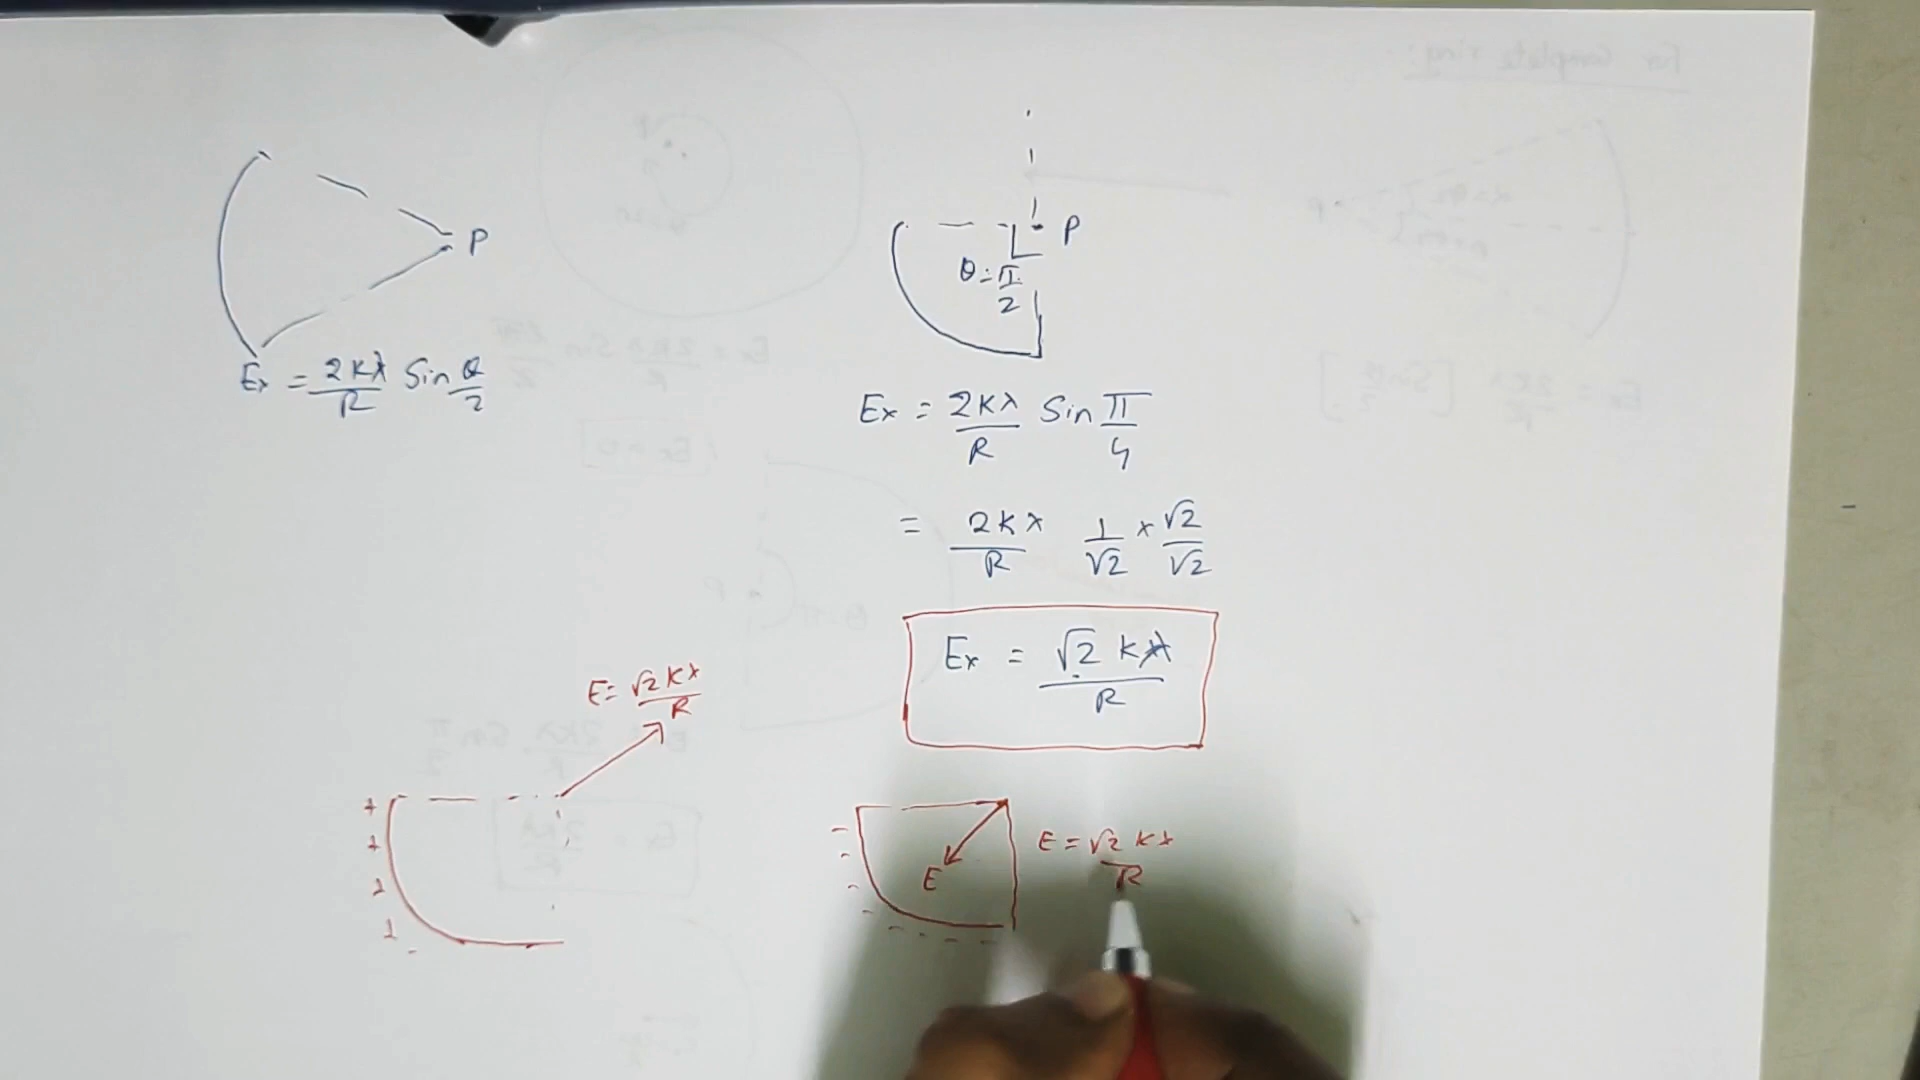 P
Ex = 2Kλ/R Sin θ/2
P
θ = π/2
Ex = 2Kλ/R Sin π/4
= 2Kλ/R 1/√2 × √2/√2
Ex = √2 Kλ/R
E = √2 Kλ/R
E = √2 Kλ/R
E